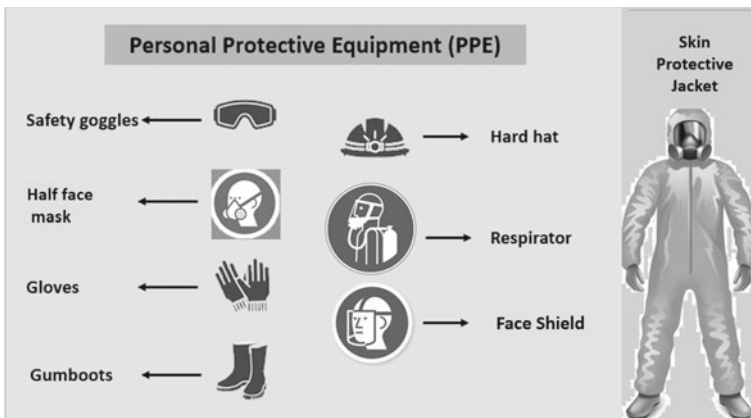 Personal Protective Equipment (PPE)
Safety goggles
Half face
mask
Gloves
Gumboots
Hard hat
Respirator
Face Shield
Skin
Protective
Jacket